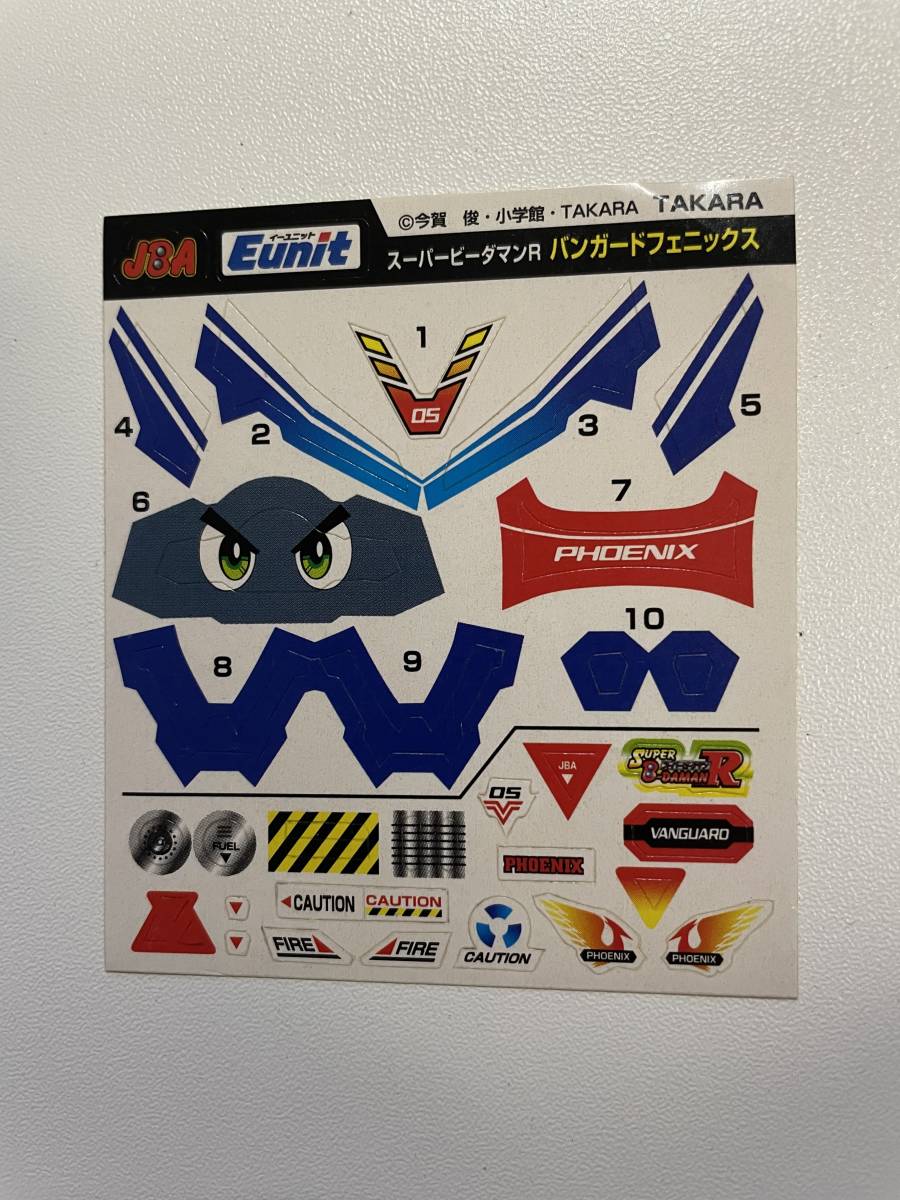 ©今賀 俊・小学館・TAKARA TAKARA
JBA
イーユニット
Eunit
スーパービーダマンR バンガードフェニックス
1
2
3
4
5
05
6
7
PHOENIX
8
9
10
JBA
SUPER
B-DAMAN R
05
VANGUARD
FUEL
PHOENIX
CAUTION
CAUTION
FIRE
FIRE
CAUTION
PHOENIX
PHOENIX